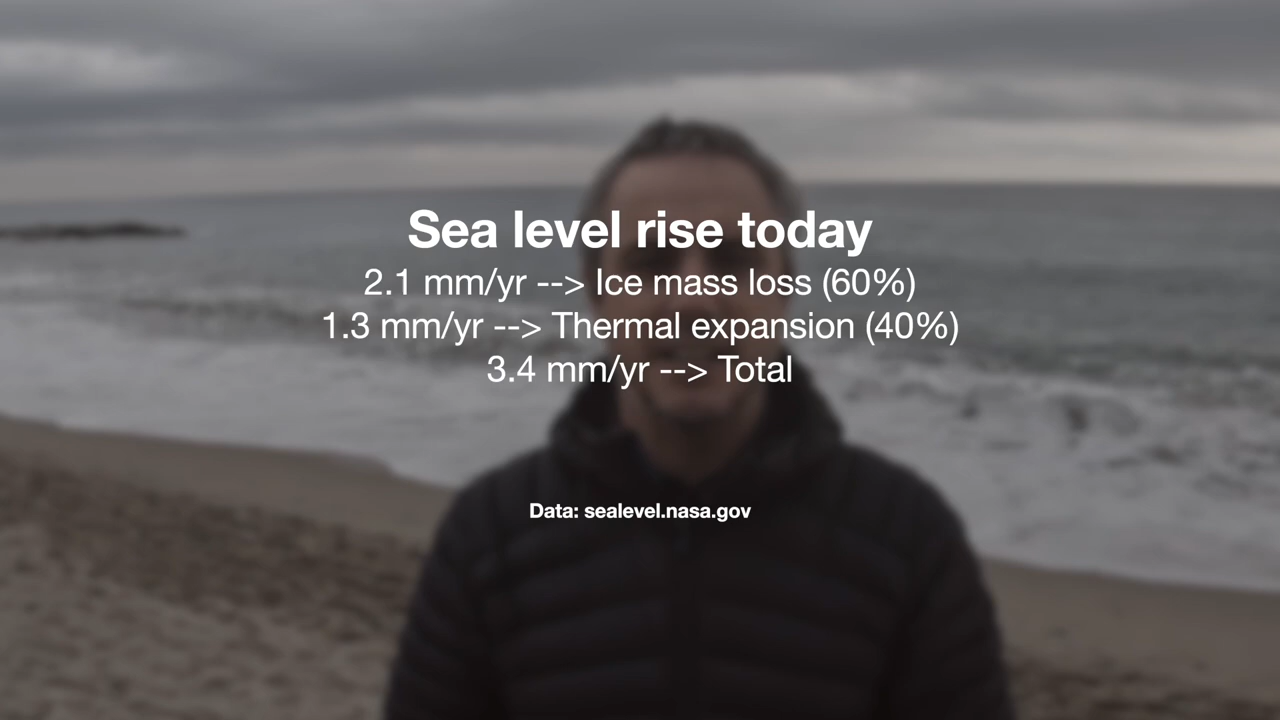 Sea level rise today
2.1 mm/yr --> Ice mass loss (60%)
1.3 mm/yr --> Thermal expansion (40%)
3.4 mm/yr --> Total
Data: sealevel.nasa.gov